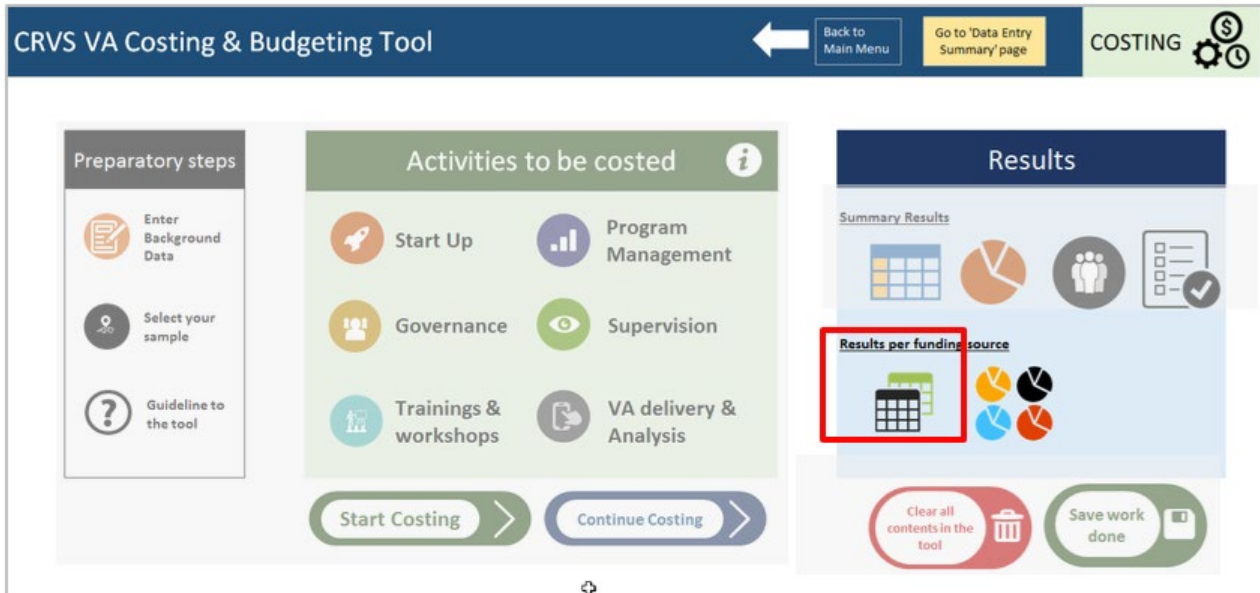 CRVS VA Costing & Budgeting Tool
Back to
Main Menu
Go to 'Data Entry
Summary' page
COSTING
Preparatory steps
Enter
Background
Data
Select your
sample
Guideline to
the tool
Activities to be costed
Start Up
Program
Management
Governance
Supervision
Trainings &
workshops
VA delivery &
Analysis
Start Costing
Continue Costing
Results
Summary Results
Results per funding source
Clear all
contents in the
tool
Save work
done